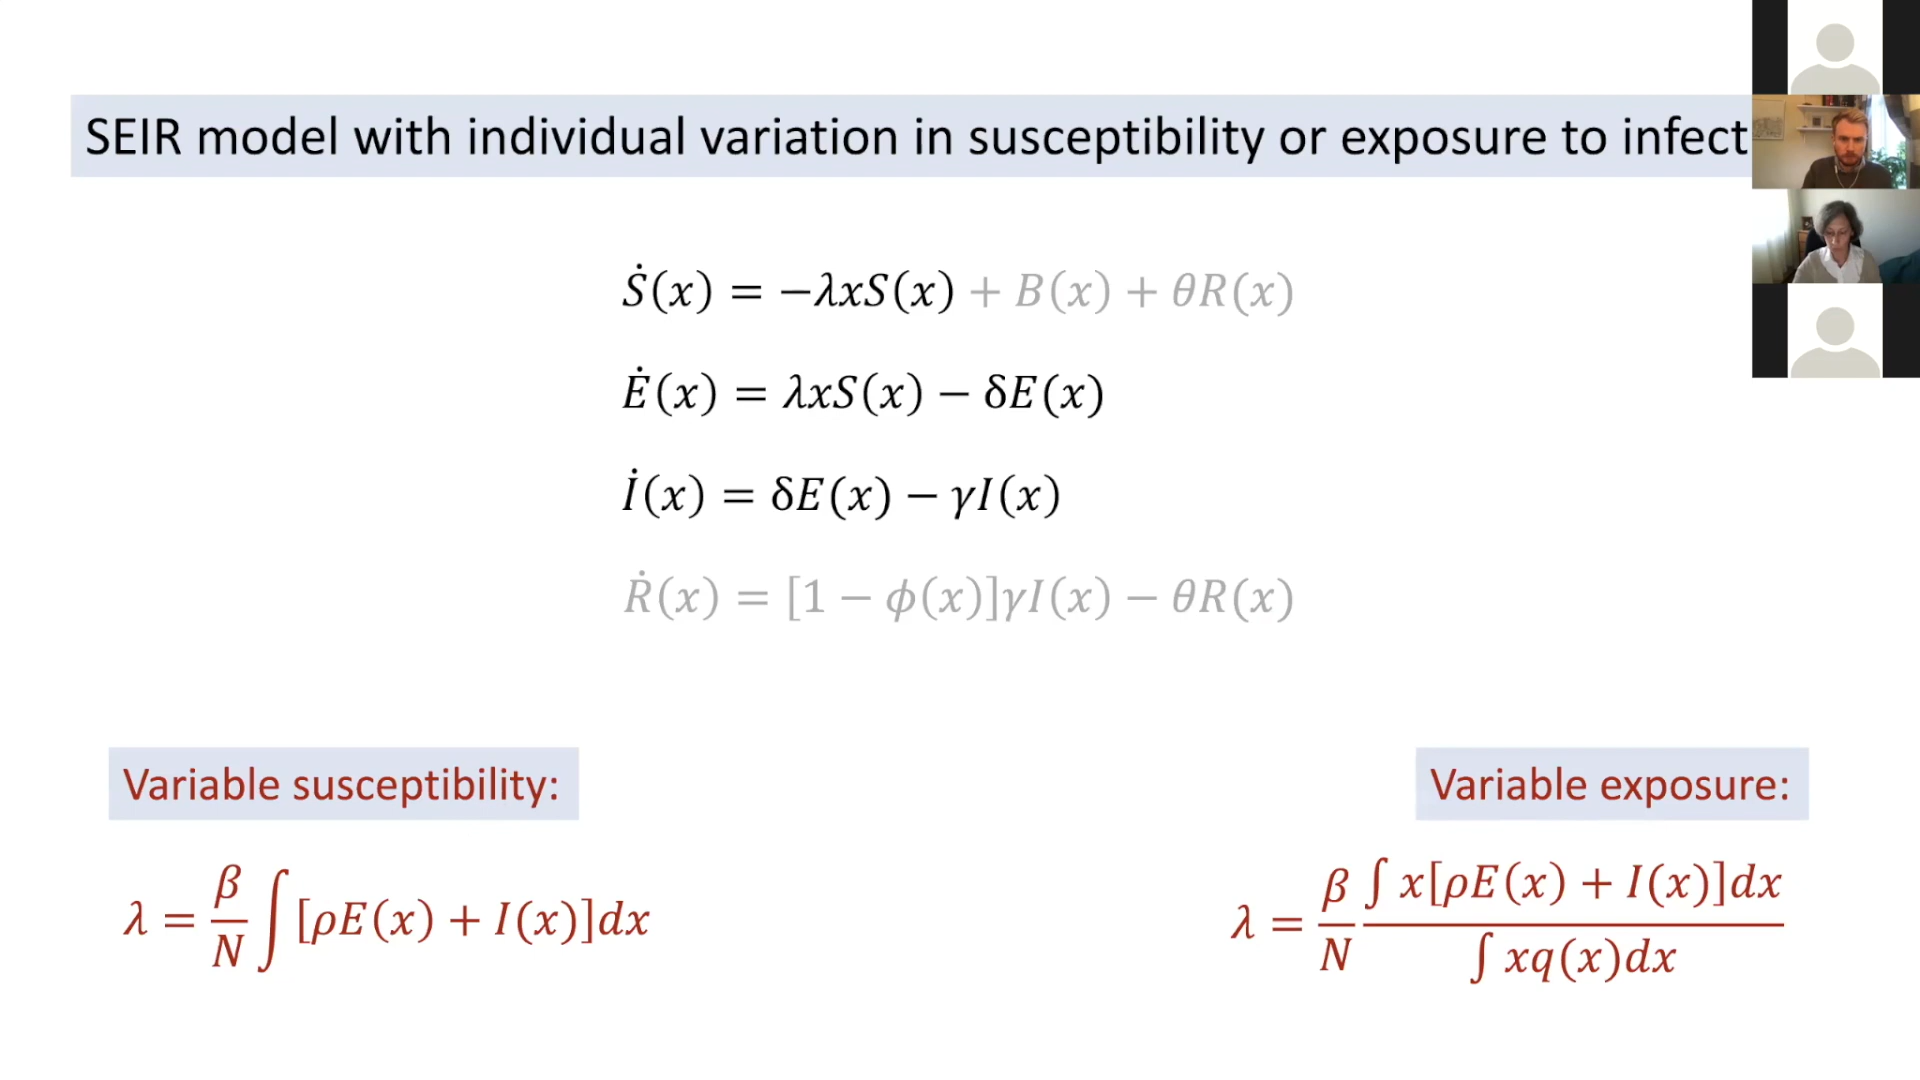 SEIR model with individual variation in susceptibility or exposure to infect
Ṡ(x) = −λxS(x) + B(x) + θR(x)
Ė(x) = λxS(x) − δE(x)
İ(x) = δE(x) − γI(x)
Ṙ(x) = [1 − ϕ(x)]γI(x) − θR(x)
Variable susceptibility:
λ = β/N ∫[ρE(x) + I(x)]dx
Variable exposure:
λ = β/N ∫ x[ρE(x) + I(x)]dx / ∫ xq(x)dx